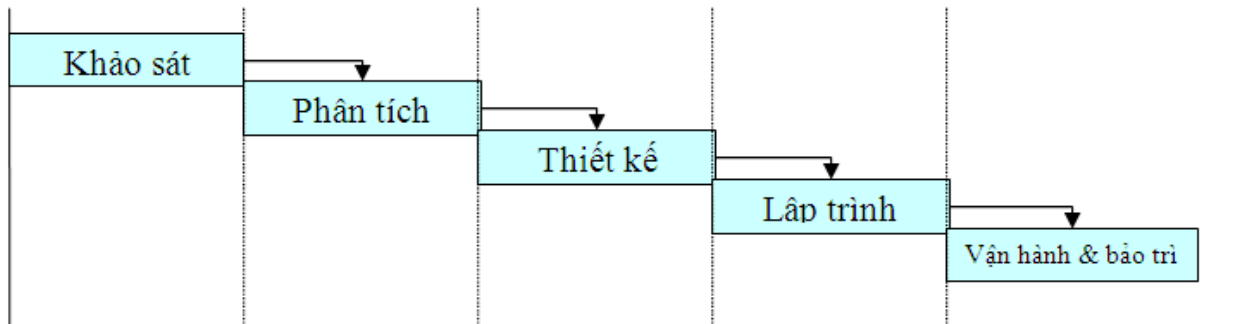 Khảo sát
Phân tích
Thiết kế
Lập trình
Vận hành & bảo trì